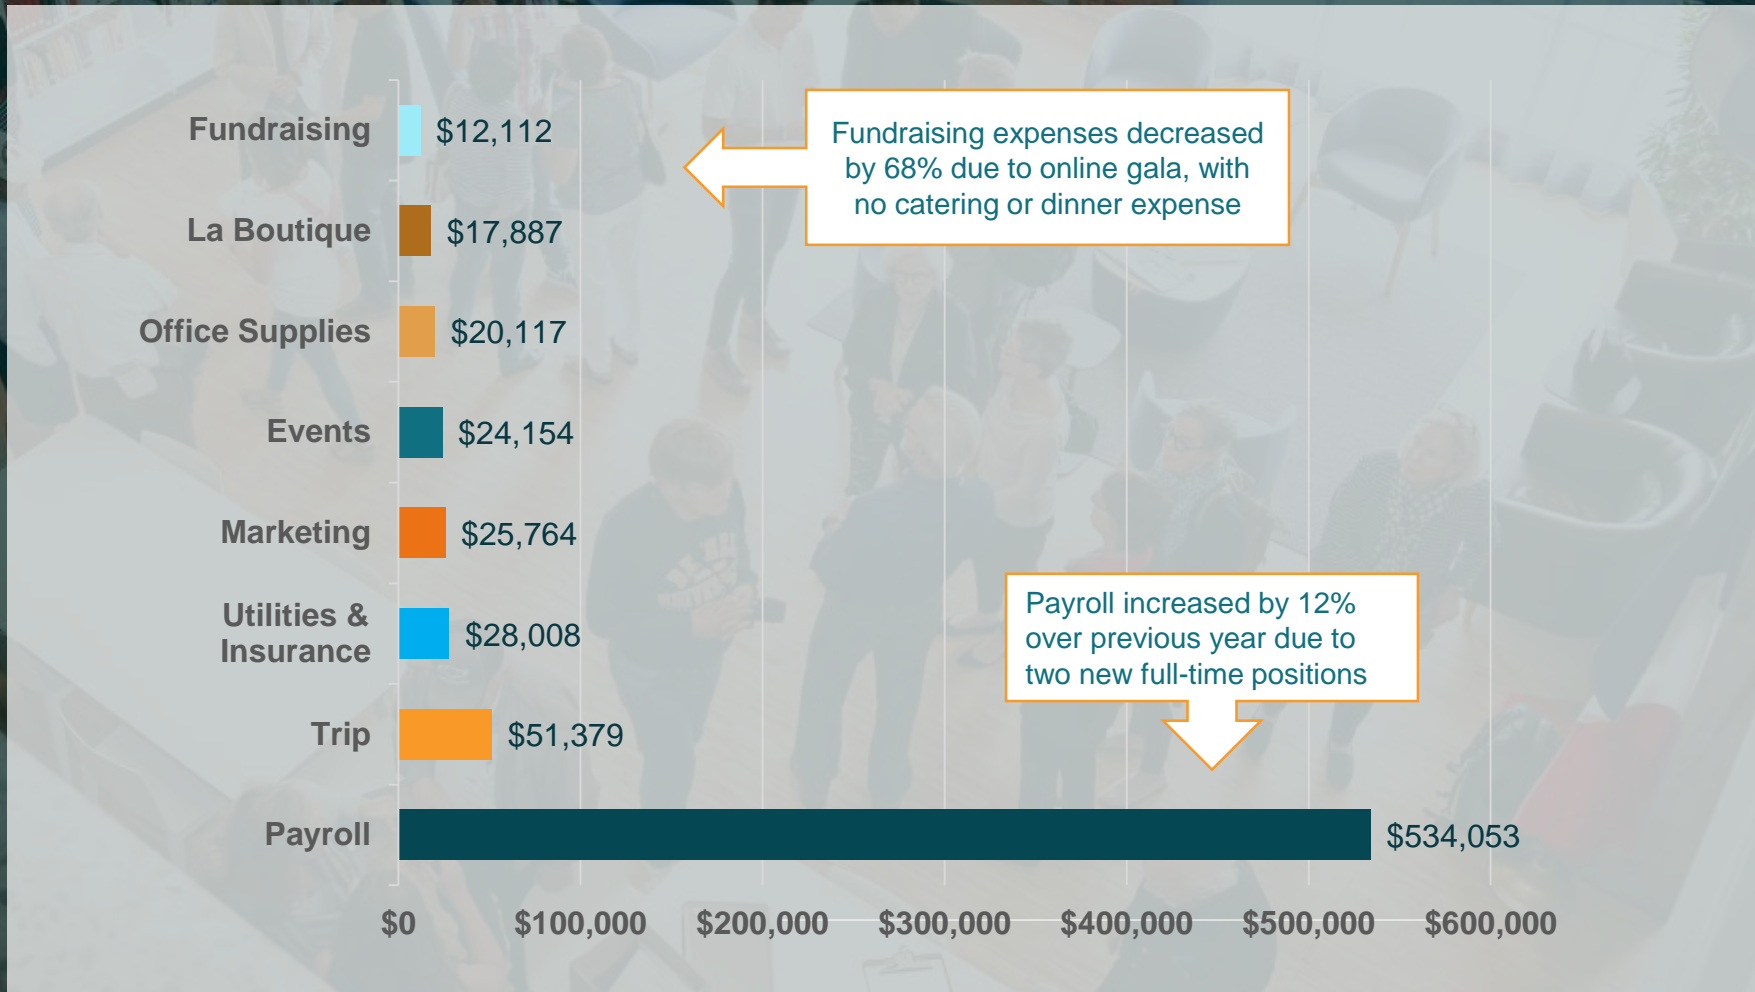 Fundraising
$12,112
Fundraising expenses decreased
by 68% due to online gala, with
no catering or dinner expense
La Boutique
$17,887
Office Supplies
$20,117
Events
$24,154
Marketing
$25,764
Utilities &
Insurance
$28,008
Payroll increased by 12%
over previous year due to
two new full-time positions
Trip
$51,379
Payroll
$534,053
$0
$100,000
$200,000
$300,000
$400,000
$500,000
$600,000